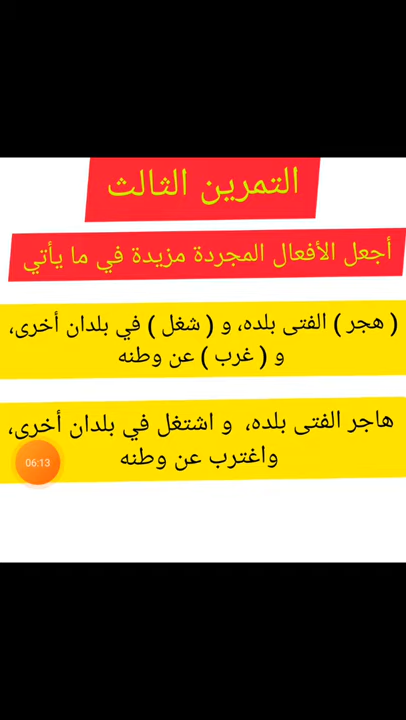 التمرين الثالث
أجعل الأفعال المجردة مزيدة في ما يأتي
( هجر ) الفتى بلده، و ( شغل ) في بلدان أخرى،
و ( غرب ) عن وطنه
هاجر الفتى بلده، و اشتغل في بلدان أخرى،
واغترب عن وطنه
06:13